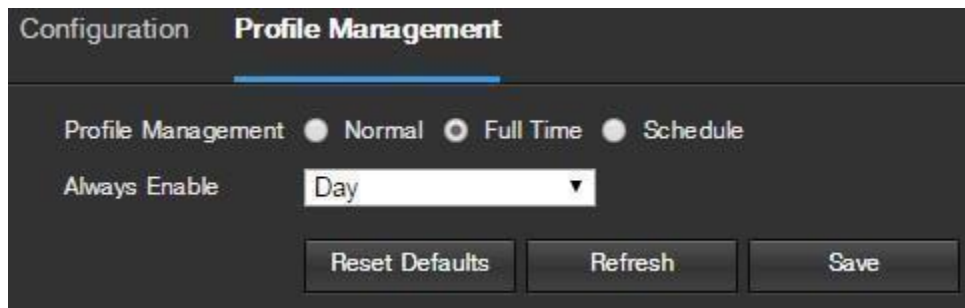 Configuration Profile Management
Profile Management Normal Full Time Schedule
Always Enable Day
Reset Defaults Refresh Save